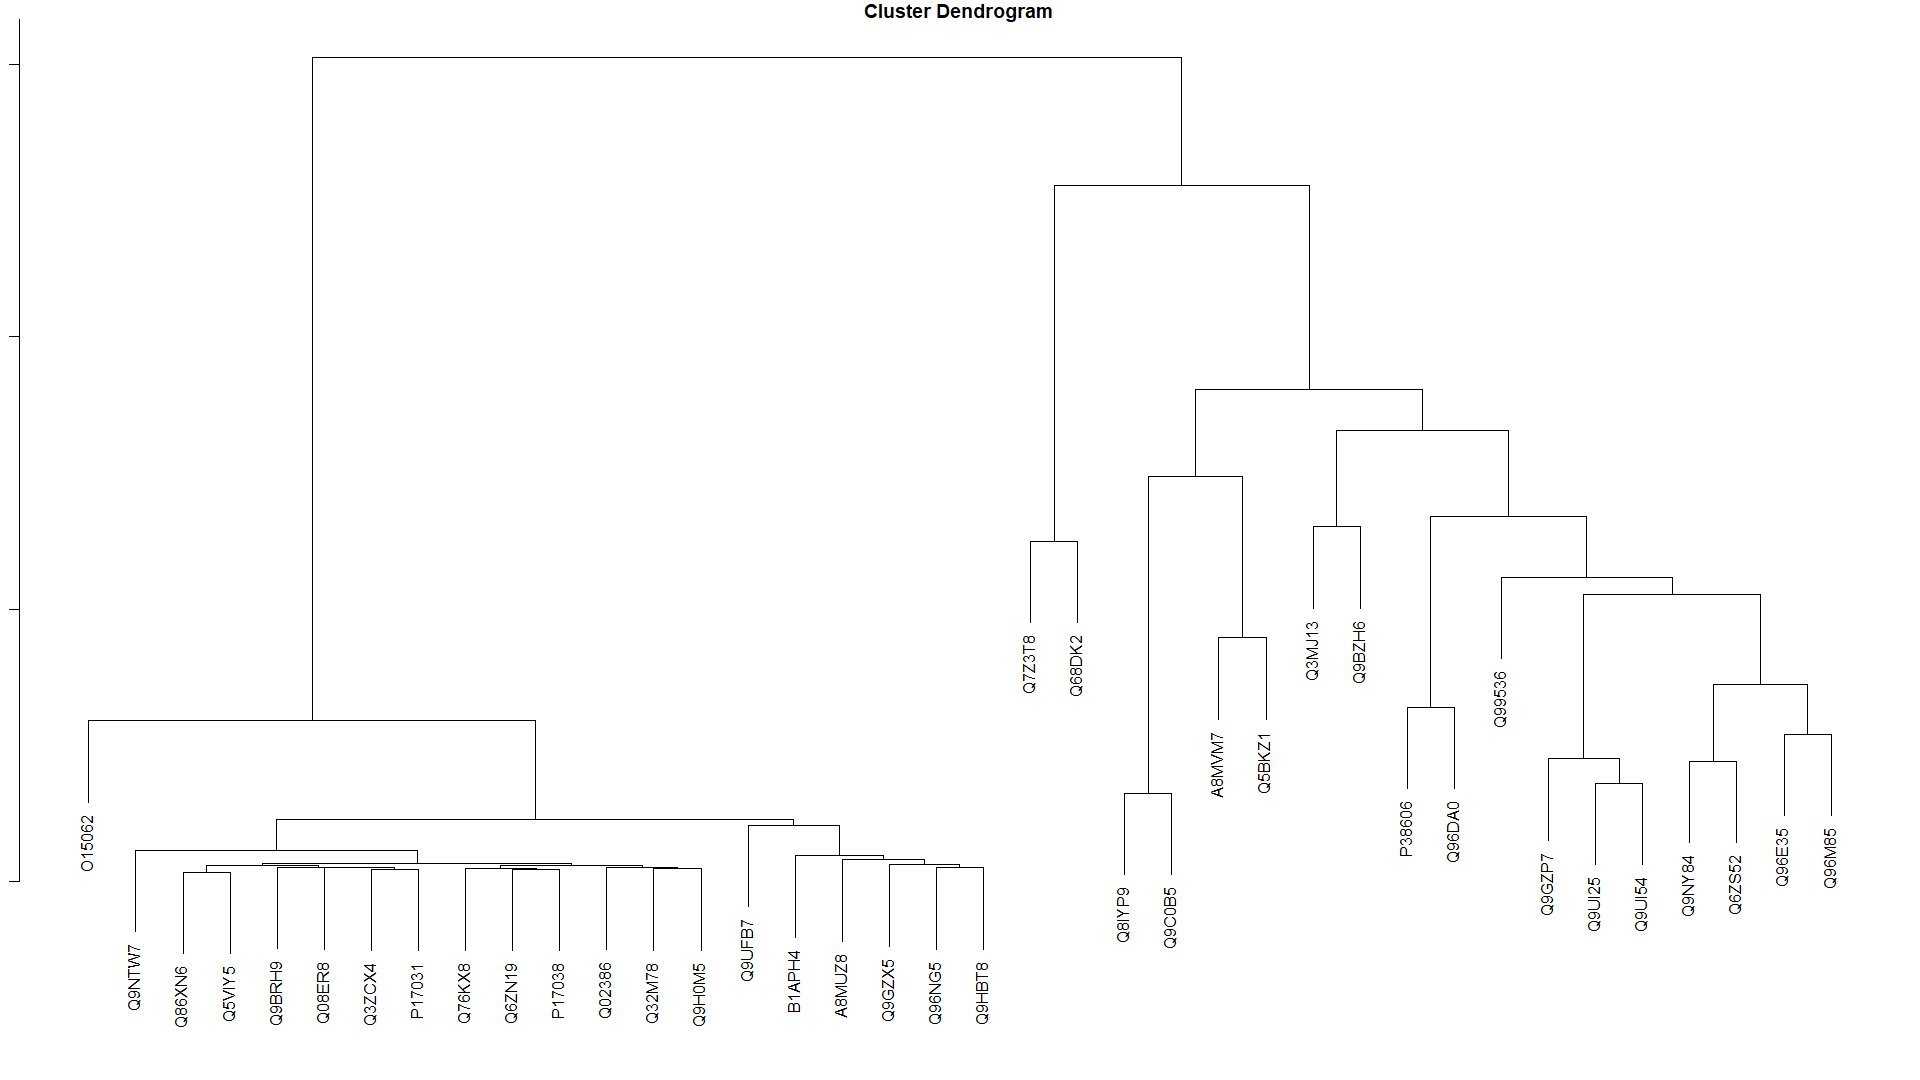 Cluster Dendrogram
O15062
Q9NTW7
Q86XN6
Q5VIY5
Q9BRH9
Q08ER8
Q3ZCX4
P17031
Q76KX8
Q6ZN19
P17038
Q02386
Q32M78
Q9H0M5
Q9UFB7
B1APH4
A8MUZ8
Q9GZX5
Q96NG5
Q9HBT8
Q7Z3T8
Q68DK2
Q8IYP9
Q9C0B5
A8MVM7
Q5BKZ1
Q3MJ13
Q9BZH6
P38606
Q96DA0
Q99536
Q9GZP7
Q9UI25
Q9UI54
Q9NY84
Q6ZS52
Q96E35
Q96M85